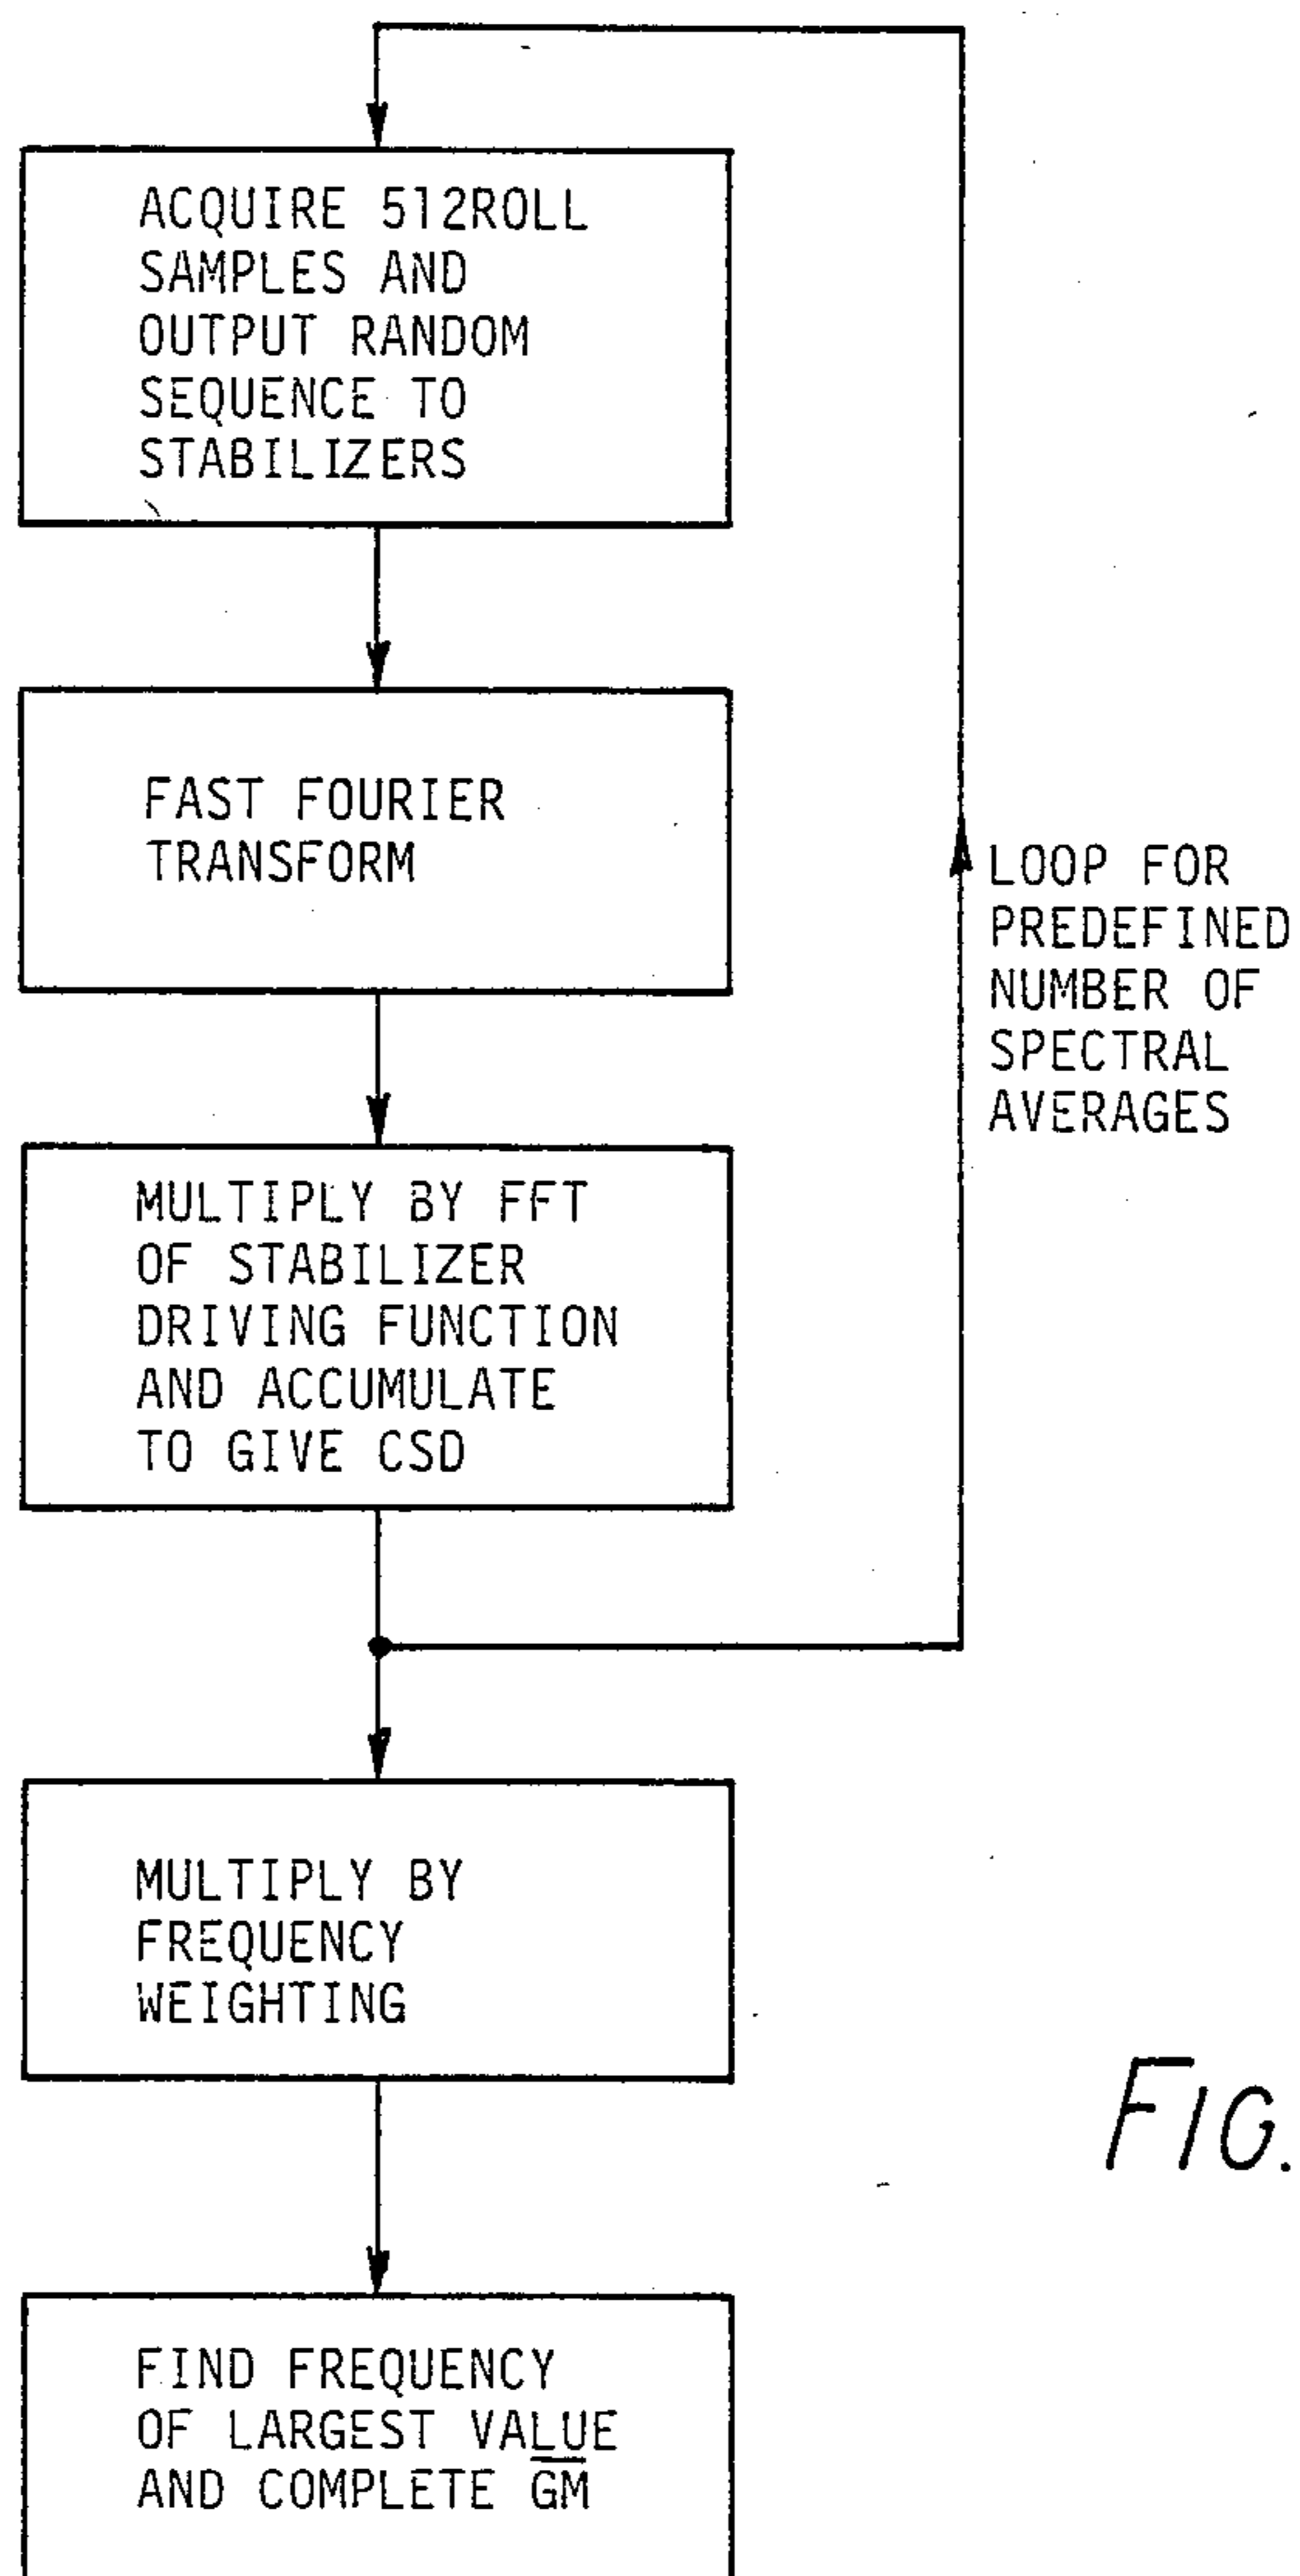 ACQUIRE 512ROLL
SAMPLES AND
OUTPUT RANDOM
SEQUENCE TO
STABILIZERS
FAST FOURIER
TRANSFORM
LOOP FOR
PREDEFINED
NUMBER OF
SPECTRAL
AVERAGES
MULTIPLY BY FFT
OF STABILIZER
DRIVING FUNCTION
AND ACCUMULATE
TO GIVE CSD
MULTIPLY BY
FREQUENCY
WEIGHTING
FIG.
FIND FREQUENCY
OF LARGEST VALUE
AND COMPLETE G̅M̅